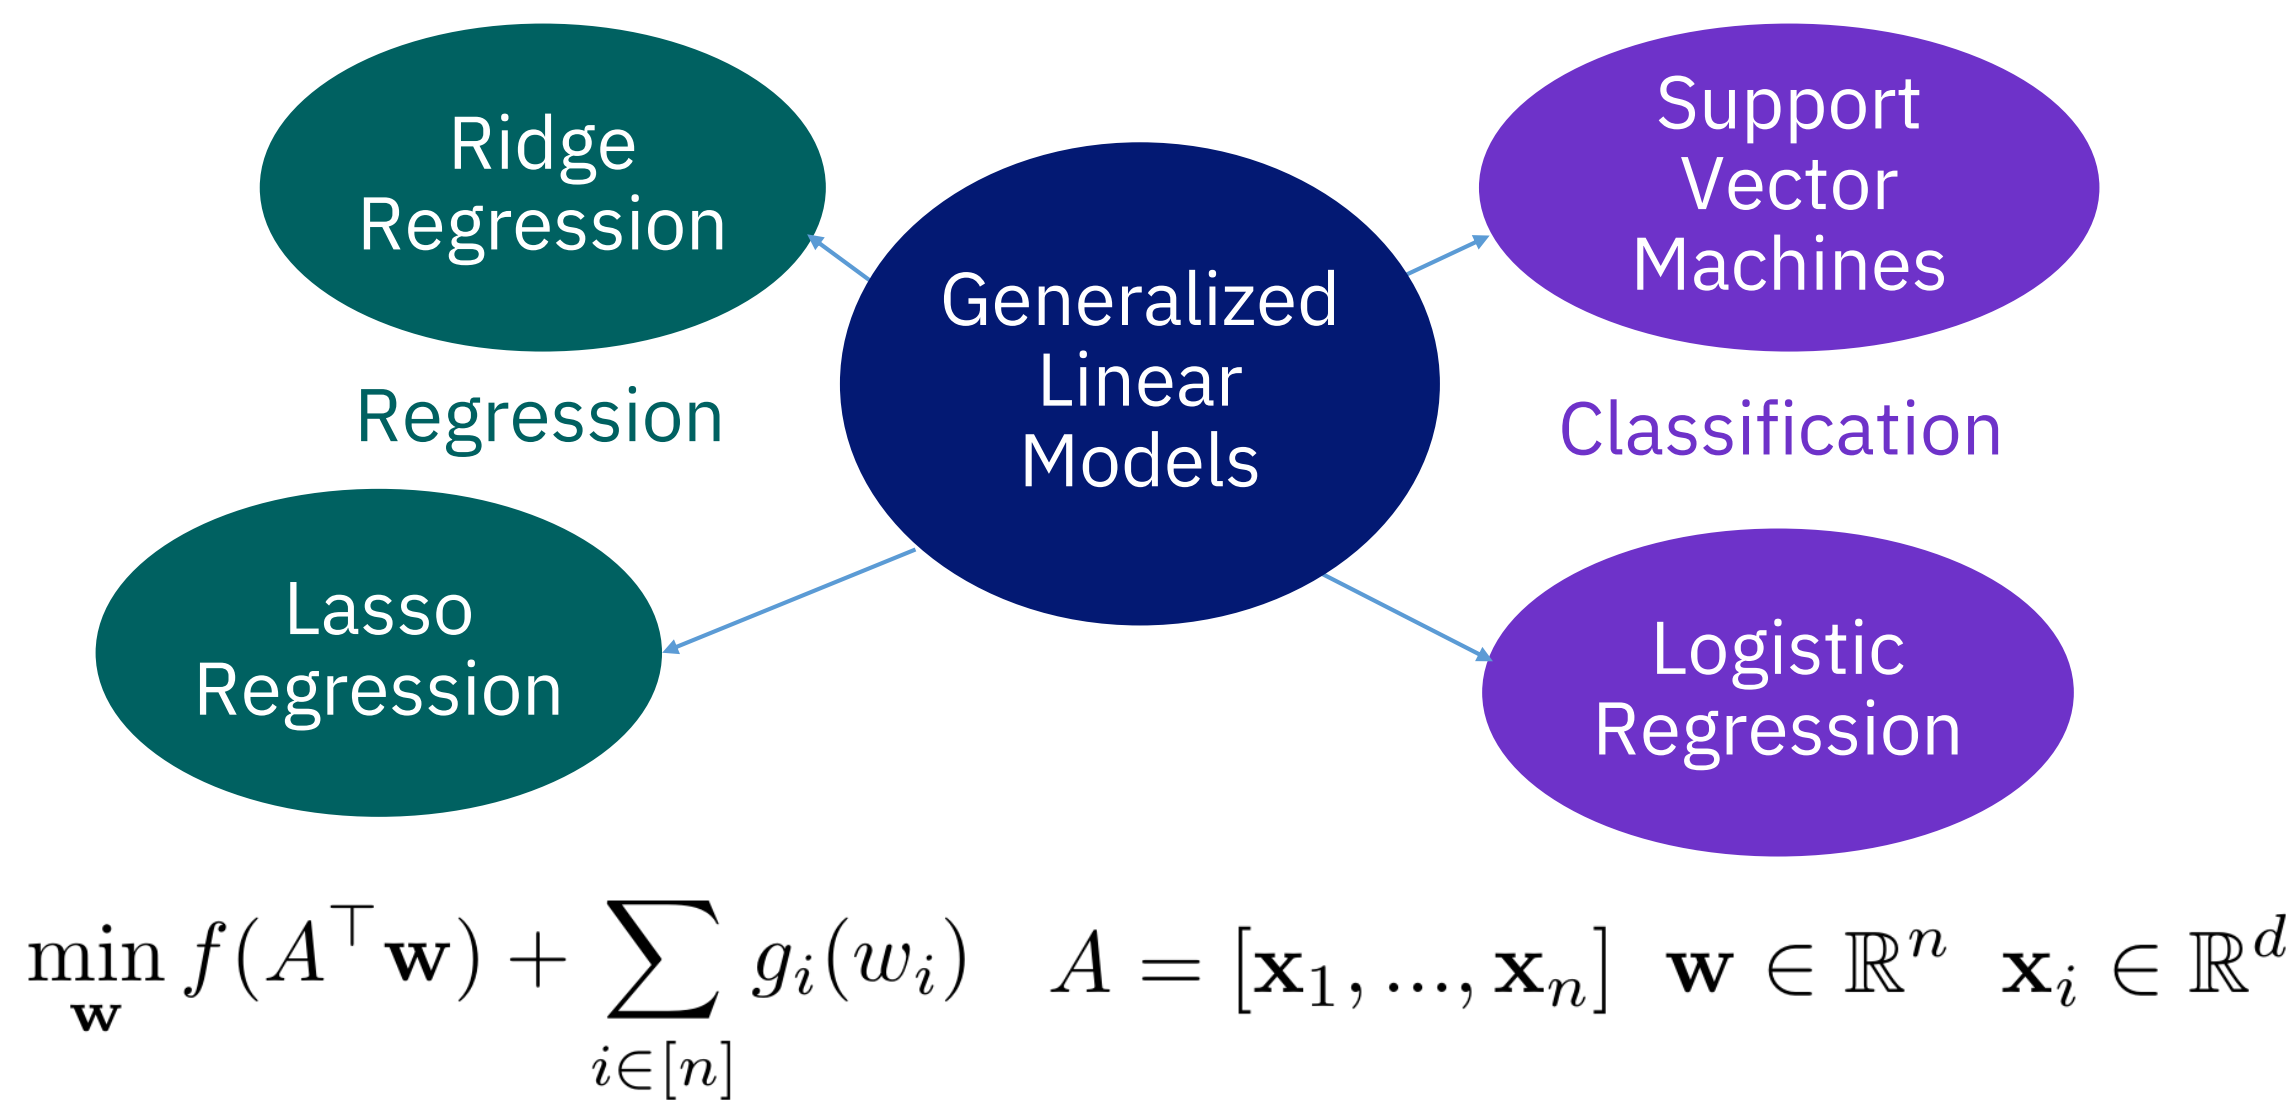 Ridge
Regression
Regression
Lasso
Regression
Generalized
Linear
Models
Support
Vector
Machines
Classification
Logistic
Regression
min_𝐰 f(A^⊤𝐰) + ∑_{i∈[n]} g_i(w_i)   A = [𝐱_1, ..., 𝐱_n]   𝐰 ∈ ℝ^n   𝐱_i ∈ ℝ^d